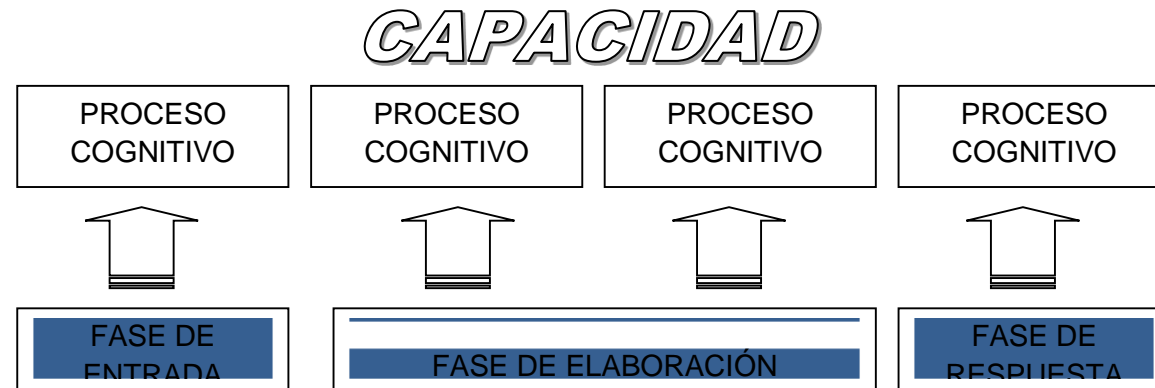 CAPACIDAD
PROCESO
COGNITIVO
PROCESO
COGNITIVO
PROCESO
COGNITIVO
PROCESO
COGNITIVO
FASE DE
ENTRADA
FASE DE ELABORACIÓN
FASE DE
RESPUESTA